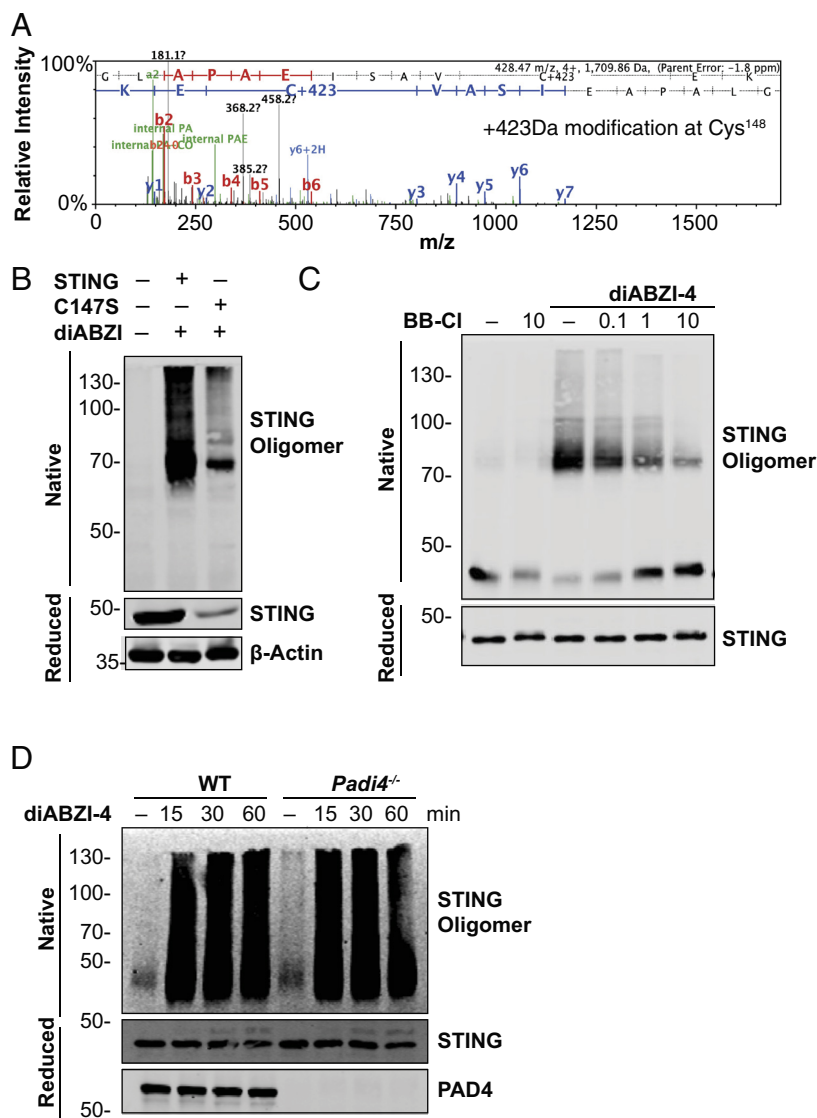 A
Relative Intensity
100%
0%
181.1?
G L A P A E I S A V C+423 E K
428.47 m/z, 4+, 1,709.86 Da, (Parent Error: -1.8 ppm)
K E C+423 V A S I E A P A L G
a2
b2
internal PA
internal PAE
368.2?
458.2?
385.2?
y6+2H
+423Da modification at Cys148
y1
b3
y2
b4
b5
b6
y3
y4
y5
y6
y7
0 250 500 750 1000 1250 1500
m/z
B
STING – + –
C147S – – +
diABZI – + +
Native
130-
100-
70-
50-
STING
Oligomer
Reduced
50-
STING
35-
β-Actin
C
diABZI-4
BB-Cl – 10 – 0.1 1 10
Native
130-
100-
70-
50-
STING
Oligomer
Reduced
50-
STING
D
WT Padi4-/-
diABZI-4 – 15 30 60 – 15 30 60 min
Native
130-
100-
70-
50-
STING
Oligomer
Reduced
50-
STING
PAD4
50-